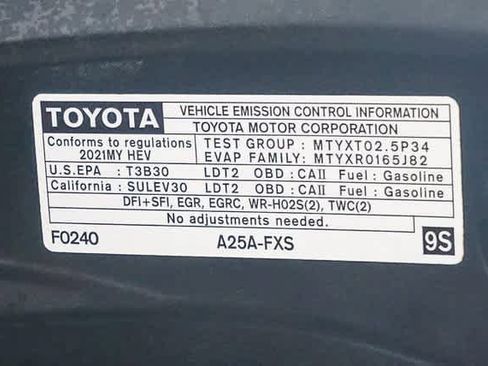 TOYOTA VEHICLE EMISSION CONTROL INFORMATION
TOYOTA MOTOR CORPORATION
Conforms to regulations
2021MY HEV
TEST GROUP : MTYXT02.5P34
EVAP FAMILY: MTYXR0165J82
U.S.EPA : T3B30 LDT2 OBD : CAII Fuel : Gasoline
California : SULEV30 LDT2 OBD : CAII Fuel : Gasoline
DFI+SFI, EGR, EGRC, WR-HO2S(2), TWC(2)
No adjustments needed.
F0240 A25A-FXS 9S